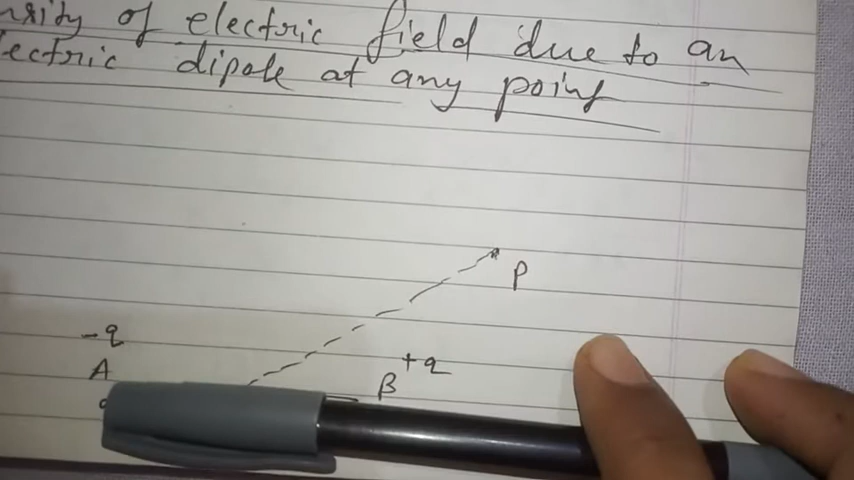 of electric field due to an
dipole at any point
P
-q
A
+q
B